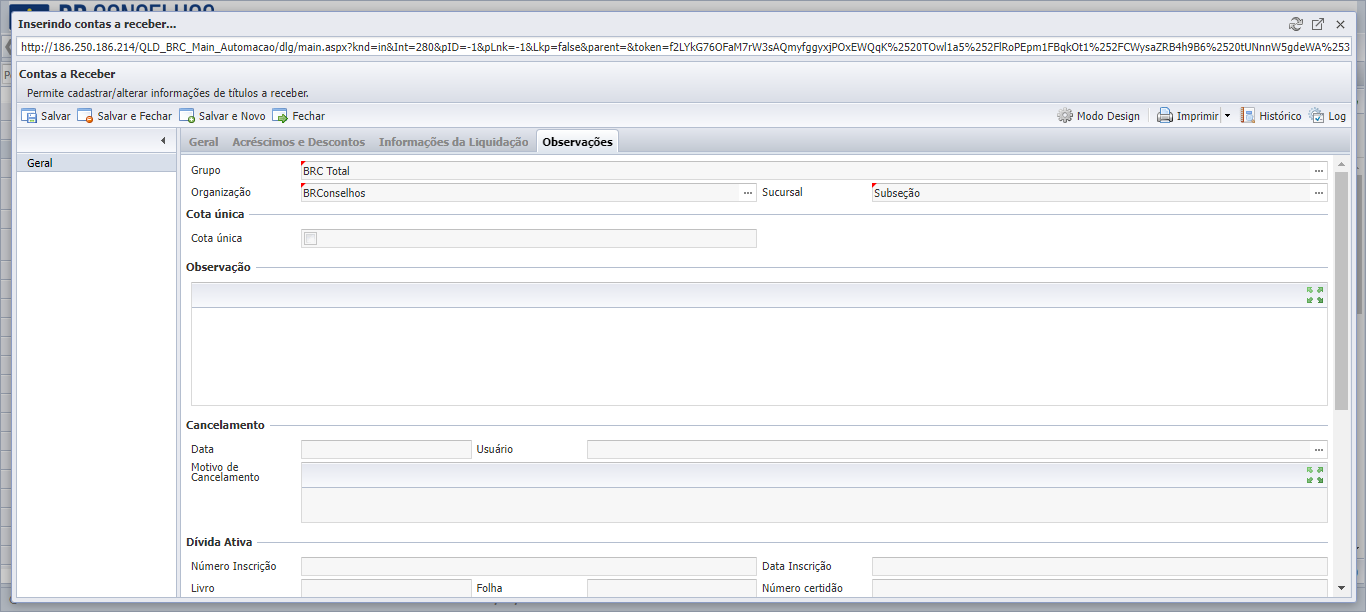 BR CONSELHOS
Inserindo contas a receber...
http://186.250.186.214/QLD_BRC_Main_Automacao/dlg/main.aspx?knd=in&Int=280&pID=-1&pLnk=-1&Lkp=false&parent=&token=f2LYkG76OFaM7rW3sAQmyfggyxjPOxEWQqK%2520TOwl1a5%252FlRoPEpm1FBqkOt1%252FCWysaZRB4h9B6%2520tUNnnW5gdeWA%253
Contas a Receber
Permite cadastrar/alterar informações de títulos a receber.
Salvar Salvar e Fechar Salvar e Novo Fechar Modo Design Imprimir Histórico Log
Geral Acréscimos e Descontos Informações da Liquidação Observações
Geral
Grupo BRC Total
Organização BRConselhos Sucursal Subseção
Cota única
Cota única
Observação
Cancelamento
Data Usuário
Motivo de
Cancelamento
Dívida Ativa
Número Inscrição Data Inscrição
Livro Folha Número certidão